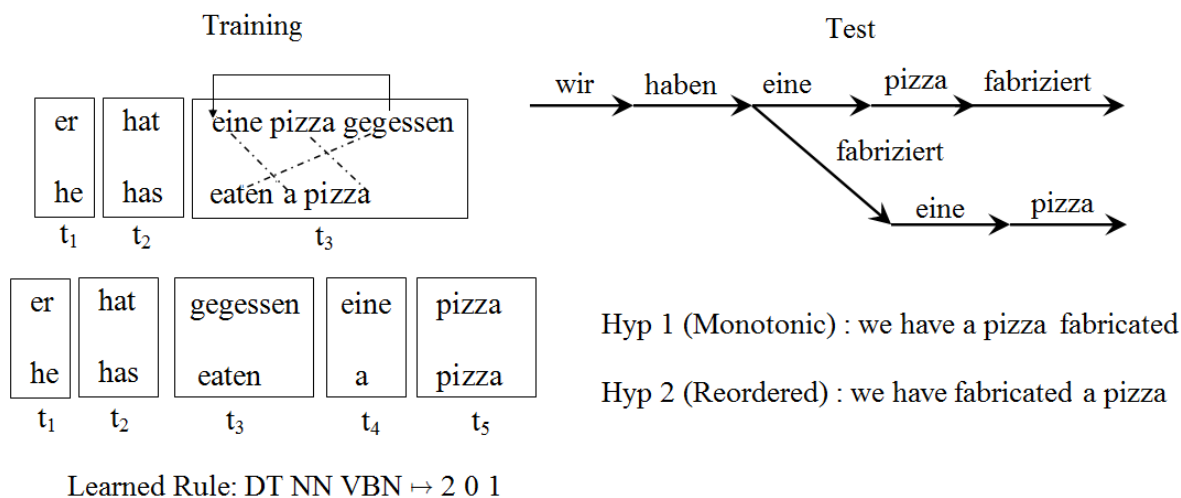 Training
er hat eine pizza gegessen
he has eaten a pizza
t1 t2 t3
er hat gegessen eine pizza
he has eaten a pizza
t1 t2 t3 t4 t5
Learned Rule: DT NN VBN ↦ 2 0 1
Test
wir haben eine pizza fabriziert
fabriziert
eine pizza
Hyp 1 (Monotonic) : we have a pizza fabricated
Hyp 2 (Reordered) : we have fabricated a pizza